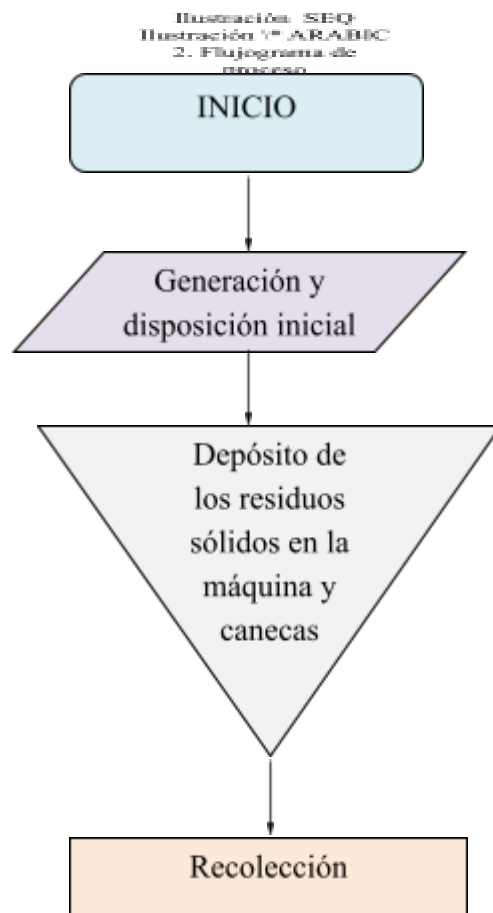 Ilustración SEQ
Ilustración \* ARABIC
2. Flujograma de
proceso
INICIO
Generación y
disposición inicial
Depósito de
los residuos
sólidos en la
máquina y
canecas
Recolección